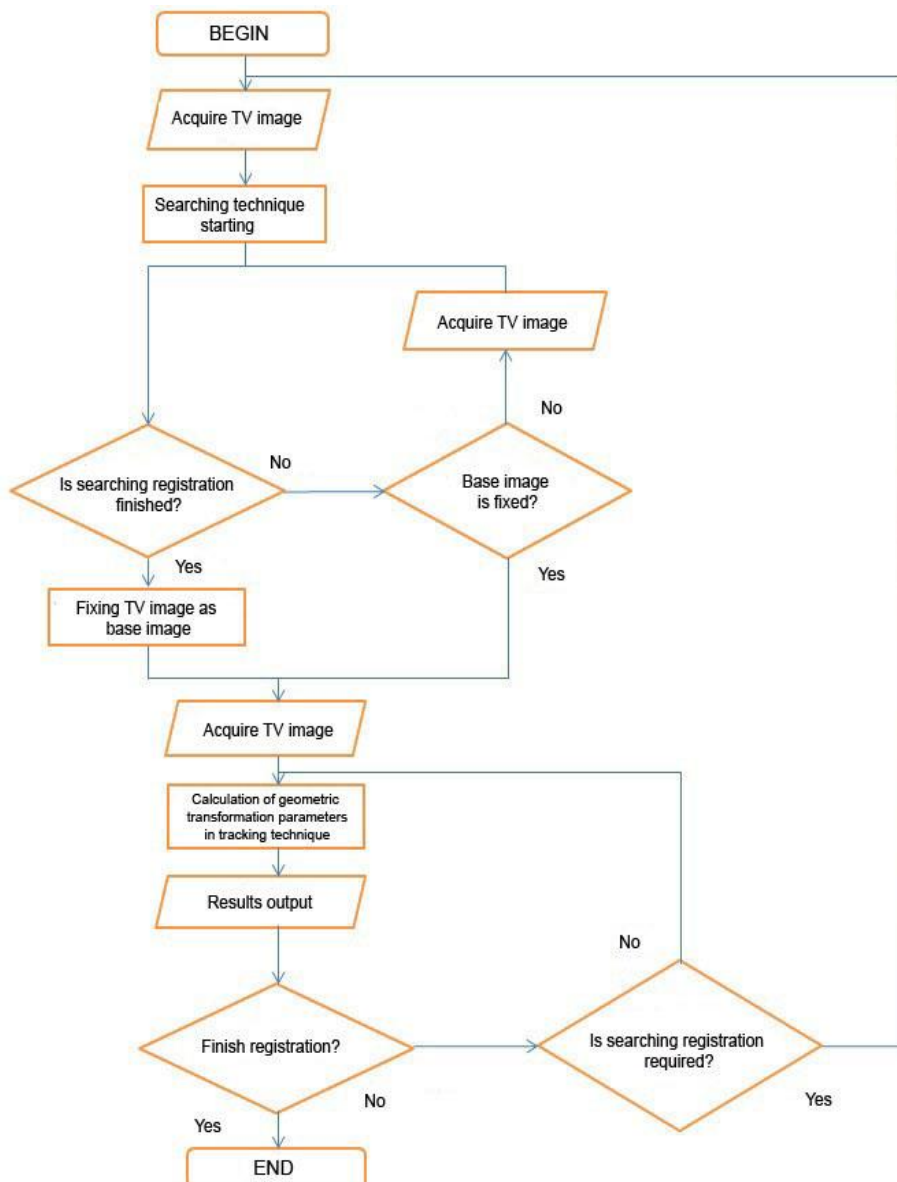 BEGIN
Acquire TV image
Searching technique
starting
Acquire TV image
No
No
Is searching registration
finished?
Base image
is fixed?
Yes
Yes
Fixing TV image as
base image
Acquire TV image
Calculation of geometric
transformation parameters
in tracking technique
Results output
No
Finish registration?
Is searching registration
required?
No
Yes
Yes
END